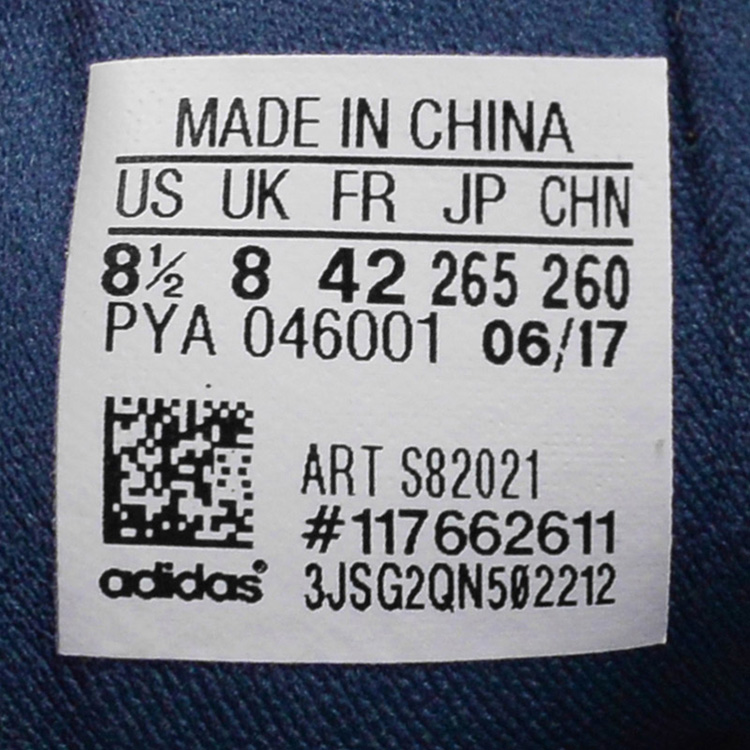 MADE IN CHINA
US UK FR JP CHN
8½ 8 42 265 260
PYA 046001 06/17
ART S82021
#117662611
adidas® 3JSG2QN502212